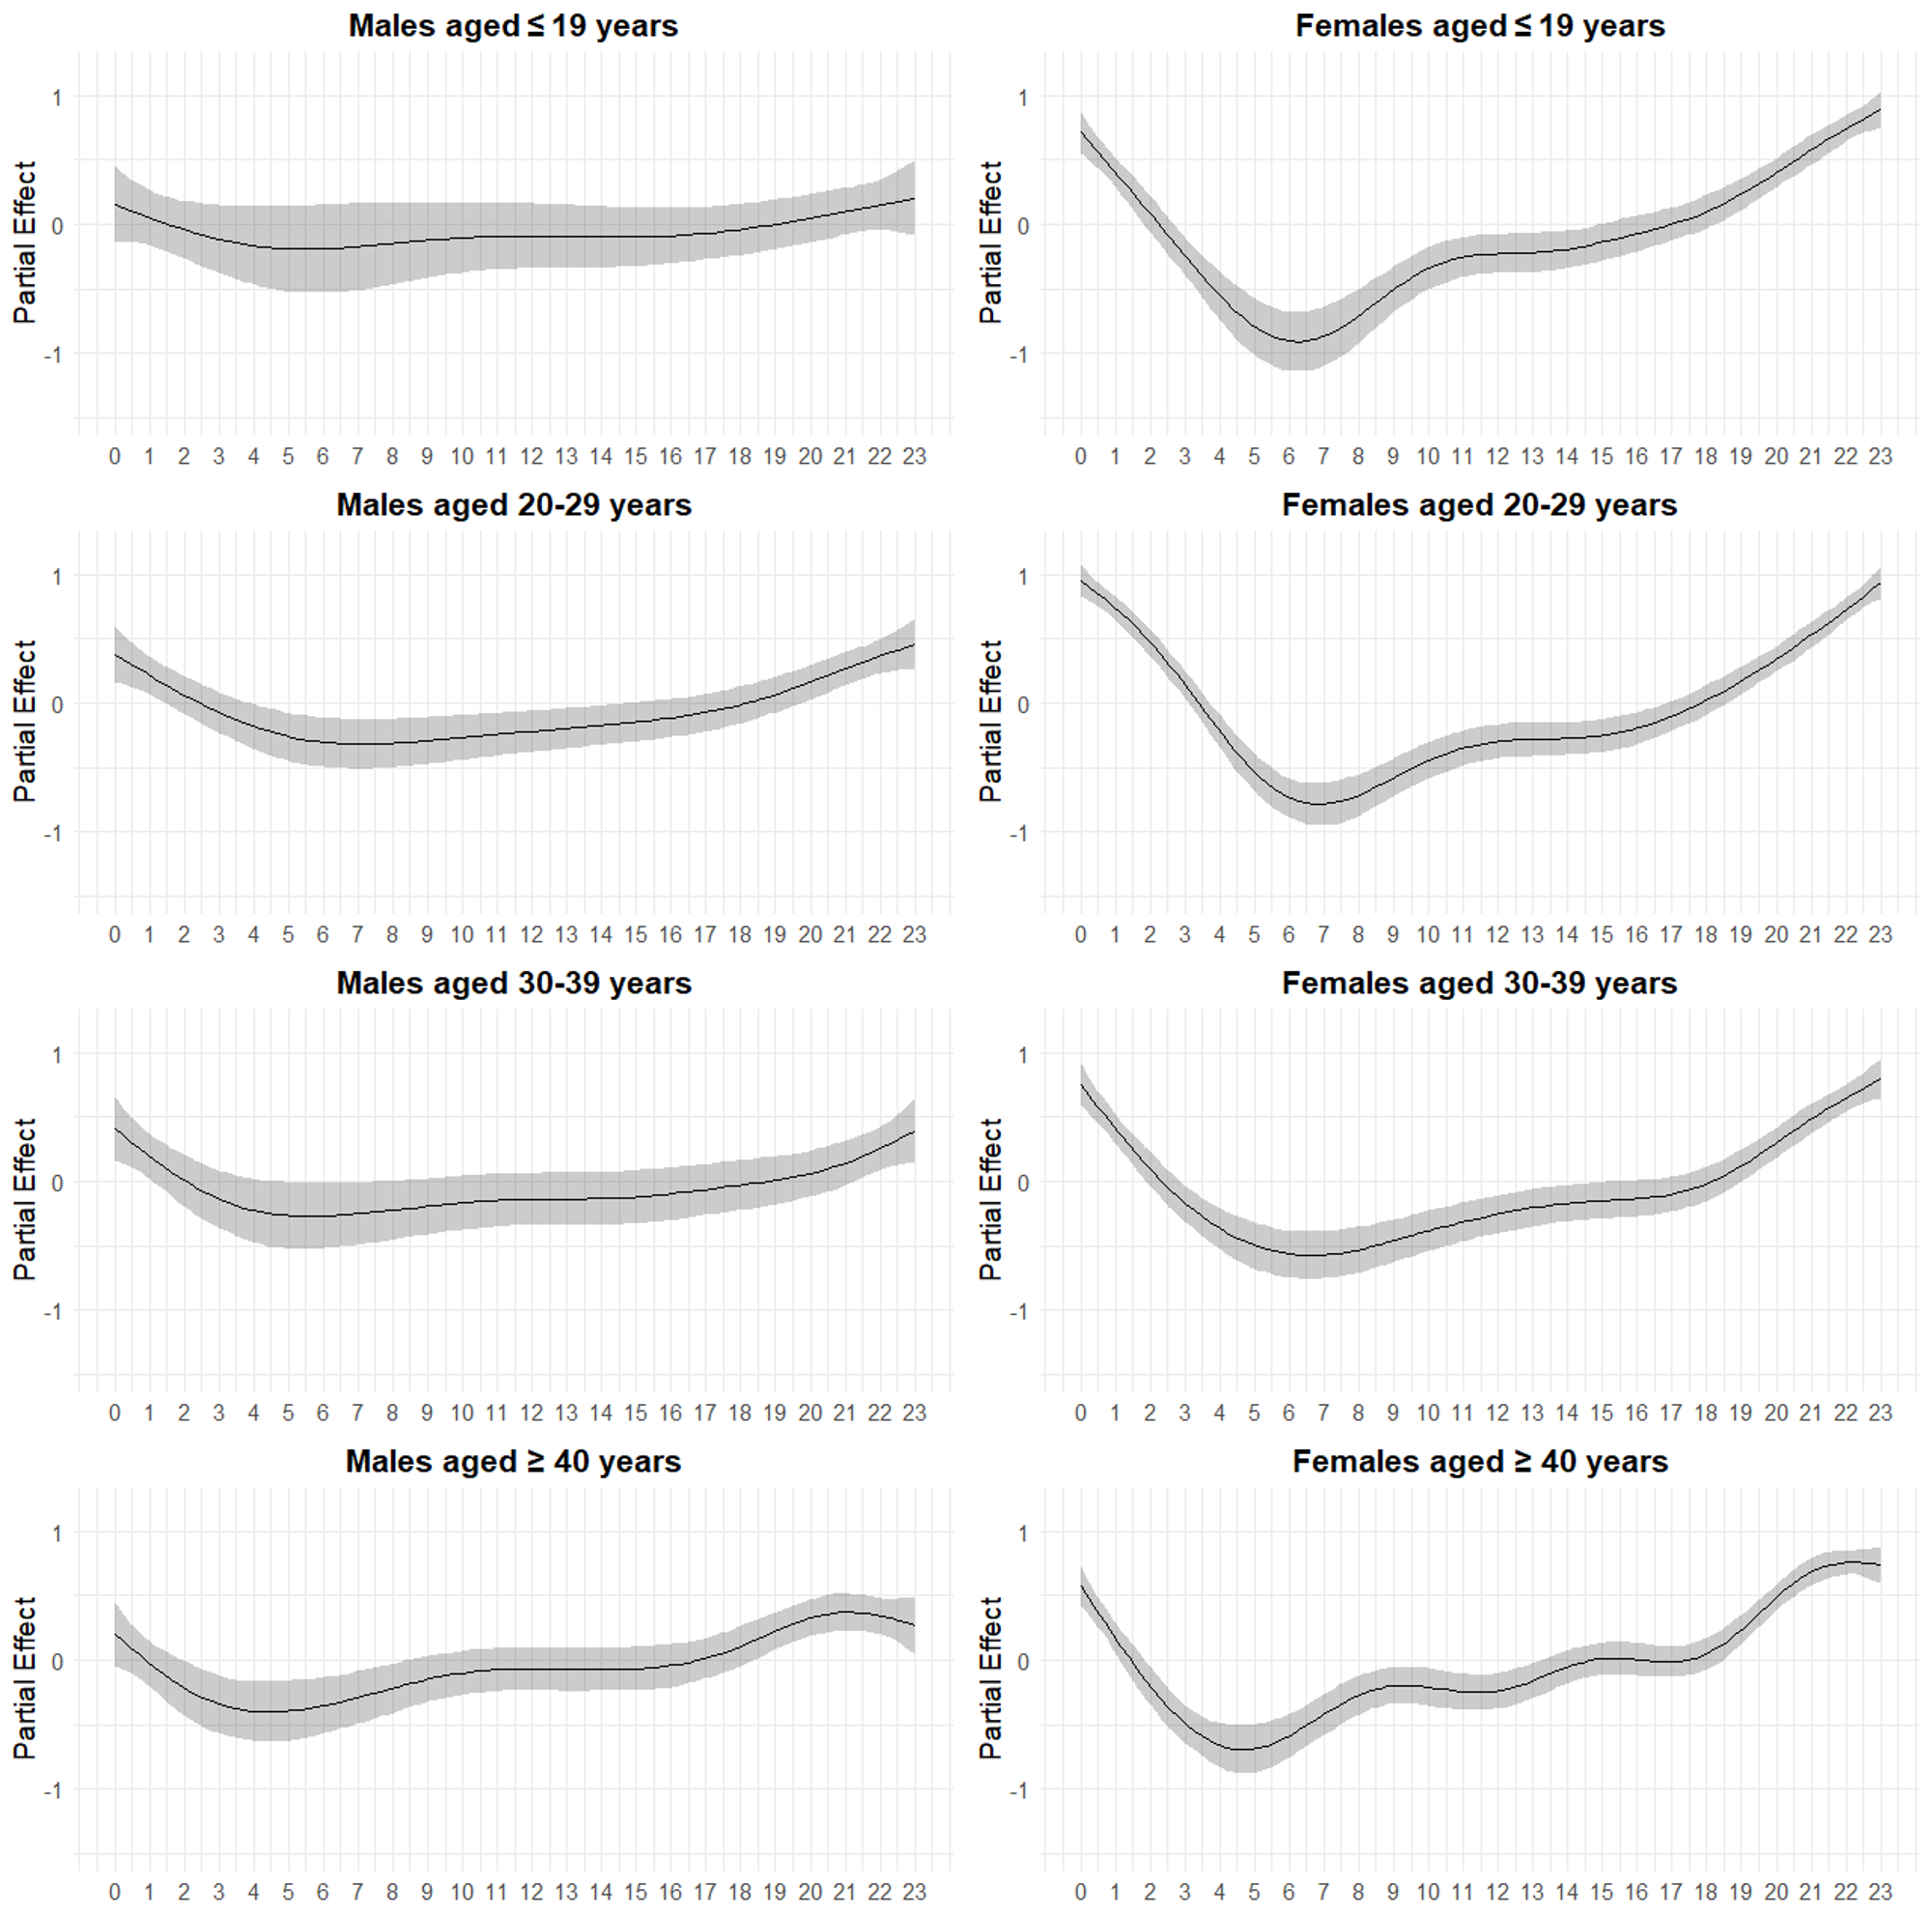 Males aged ≤ 19 years
Partial Effect
1
0
-1
0 1 2 3 4 5 6 7 8 9 10 11 12 13 14 15 16 17 18 19 20 21 22 23
Females aged ≤ 19 years
Partial Effect
1
0
-1
0 1 2 3 4 5 6 7 8 9 10 11 12 13 14 15 16 17 18 19 20 21 22 23
Males aged 20-29 years
Partial Effect
1
0
-1
0 1 2 3 4 5 6 7 8 9 10 11 12 13 14 15 16 17 18 19 20 21 22 23
Females aged 20-29 years
Partial Effect
1
0
-1
0 1 2 3 4 5 6 7 8 9 10 11 12 13 14 15 16 17 18 19 20 21 22 23
Males aged 30-39 years
Partial Effect
1
0
-1
0 1 2 3 4 5 6 7 8 9 10 11 12 13 14 15 16 17 18 19 20 21 22 23
Females aged 30-39 years
Partial Effect
1
0
-1
0 1 2 3 4 5 6 7 8 9 10 11 12 13 14 15 16 17 18 19 20 21 22 23
Males aged ≥ 40 years
Partial Effect
1
0
-1
0 1 2 3 4 5 6 7 8 9 10 11 12 13 14 15 16 17 18 19 20 21 22 23
Females aged ≥ 40 years
Partial Effect
1
0
-1
0 1 2 3 4 5 6 7 8 9 10 11 12 13 14 15 16 17 18 19 20 21 22 23